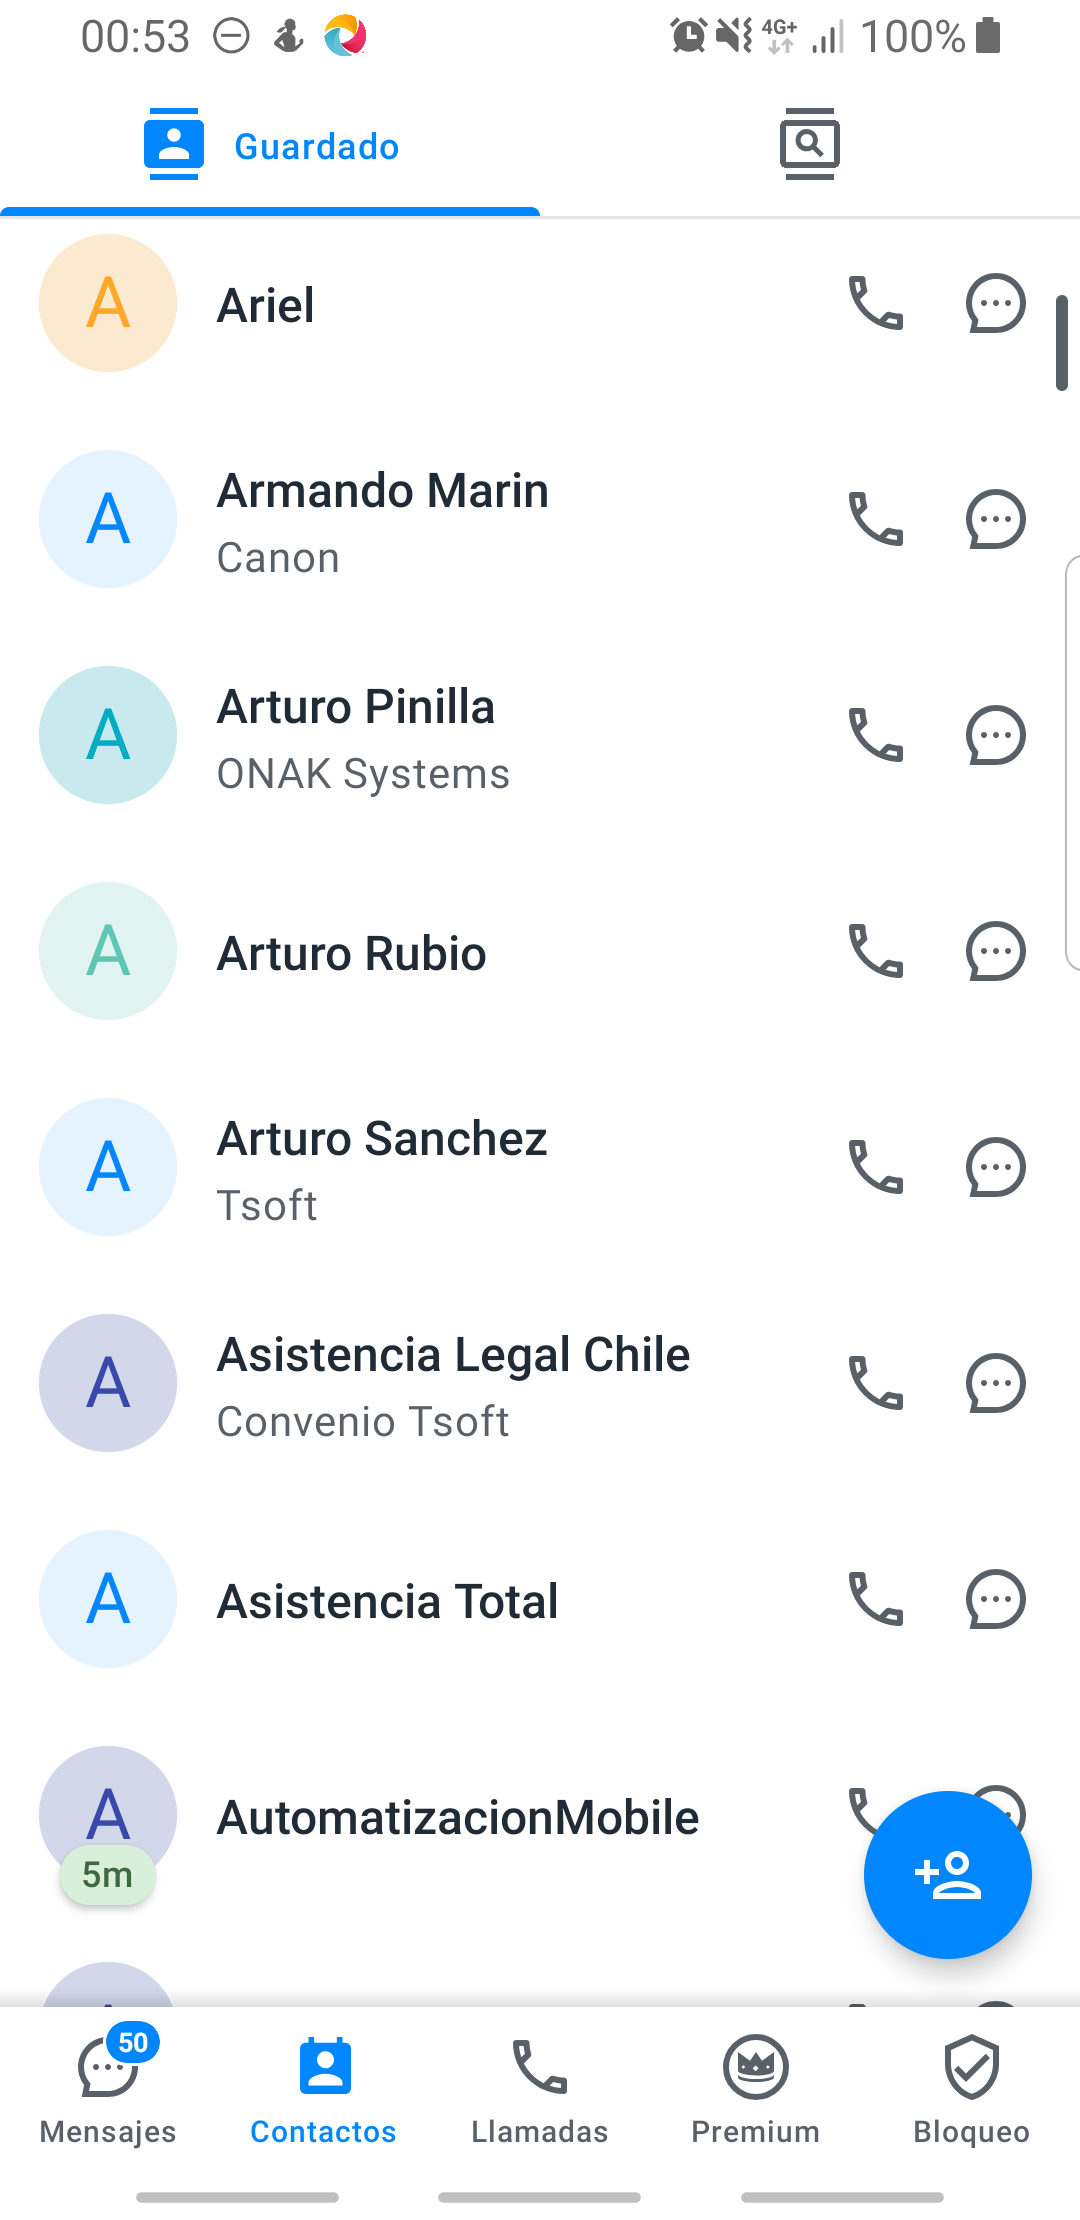 00:53
4G+
100%
Guardado
A
Ariel
A
Armando Marin
Canon
A
Arturo Pinilla
ONAK Systems
A
Arturo Rubio
A
Arturo Sanchez
Tsoft
A
Asistencia Legal Chile
Convenio Tsoft
A
Asistencia Total
A
AutomatizacionMobile
5m
50
Mensajes
Contactos
Llamadas
Premium
Bloqueo